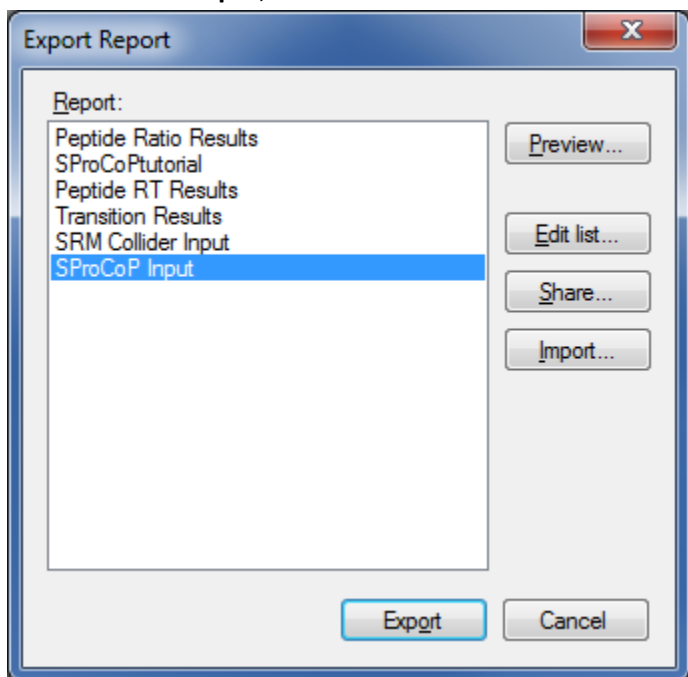 Export Report
Report:
Peptide Ratio Results
SProCoPtutorial
Peptide RT Results
Transition Results
SRM Collider Input
SProCoP Input
Preview...
Edit list...
Share...
Import...
Export
Cancel